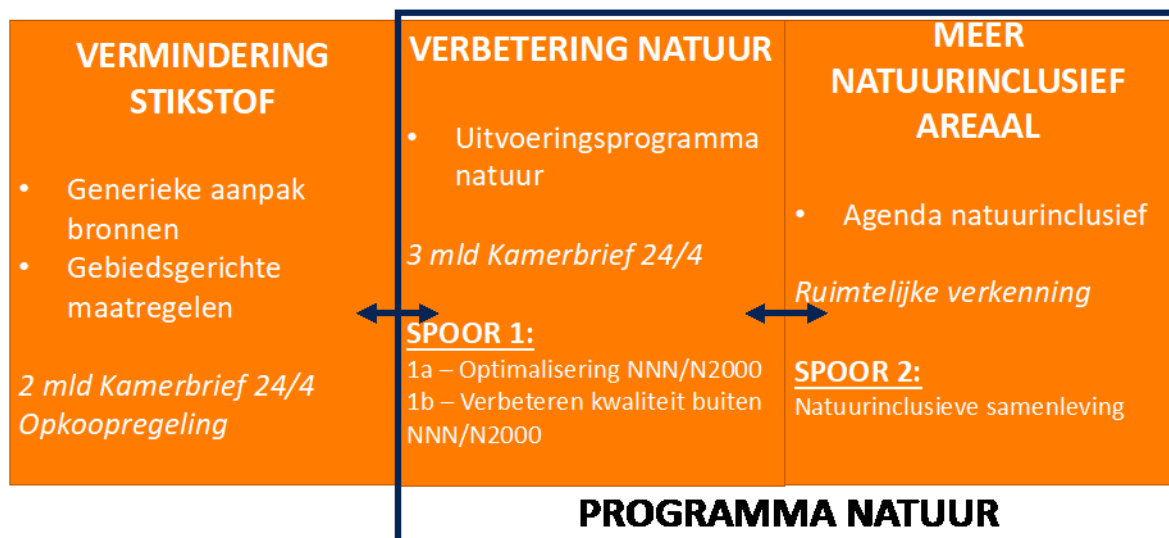 VERMINDERING
STIKSTOF
• Generieke aanpak
bronnen
• Gebiedsgerichte
maatregelen
2 mld Kamerbrief 24/4
Opkoopregeling
VERBETERING NATUUR
• Uitvoeringsprogramma
natuur
3 mld Kamerbrief 24/4
SPOOR 1:
1a – Optimalisering NNN/N2000
1b – Verbeteren kwaliteit buiten
NNN/N2000
MEER
NATUURINCLUSIEF
AREAAL
• Agenda natuurinclusief
Ruimtelijke verkenning
SPOOR 2:
Natuurinclusieve samenleving
PROGRAMMA NATUUR